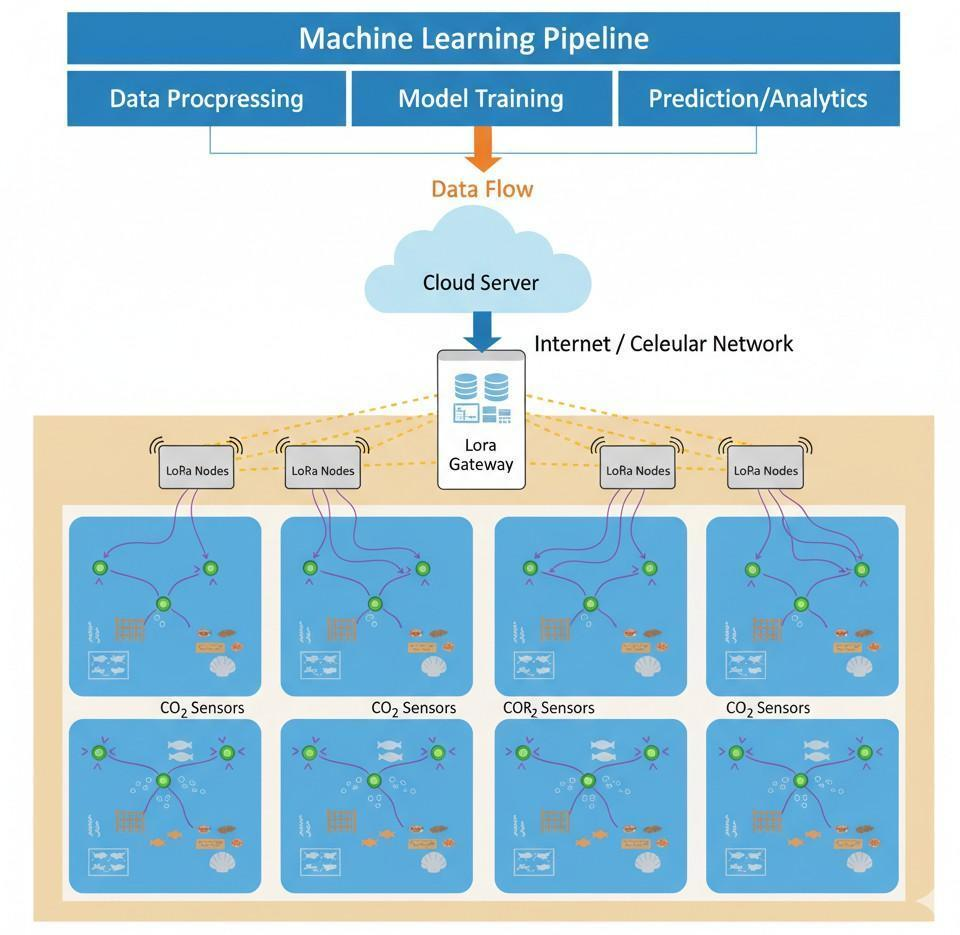 Machine Learning Pipeline
Data Procpressing
Model Training
Prediction/Analytics
Data Flow
Cloud Server
Internet / Celeular Network
Lora
Gateway
LoRa Nodes
LoRa Nodes
LoRa Nodes
LoRa Nodes
CO₂ Sensors
CO₂ Sensors
COR₂ Sensors
CO₂ Sensors